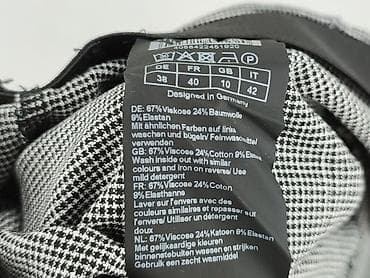 4066422451920
DE FR GB IT
38 40 10 42
Designed in Germany
DE: 67%Viskose 24%Baumwolle
9%Elastan
Mit ähnlichen Farben auf links
waschen und bügeln/Feinwaschmittel
verwenden
GB: 67%Viscose 24%Cotton 9%Elastane
Wash inside out with similar
colours and iron on reverse/ Use
mild detergent
FR: 67%Viscose 24%Coton
9%Elasthanne
Laver sur l'envers avec des
couleurs similaires et repasser sur
l'envers/ Utiliser un détergent
doux
NL: 67%Viscose 24%Katoen 9%Elastan
Met gelijkaardige kleuren
binnenstebuiten wassen en strijken
Gebruik een zacht wasmiddel